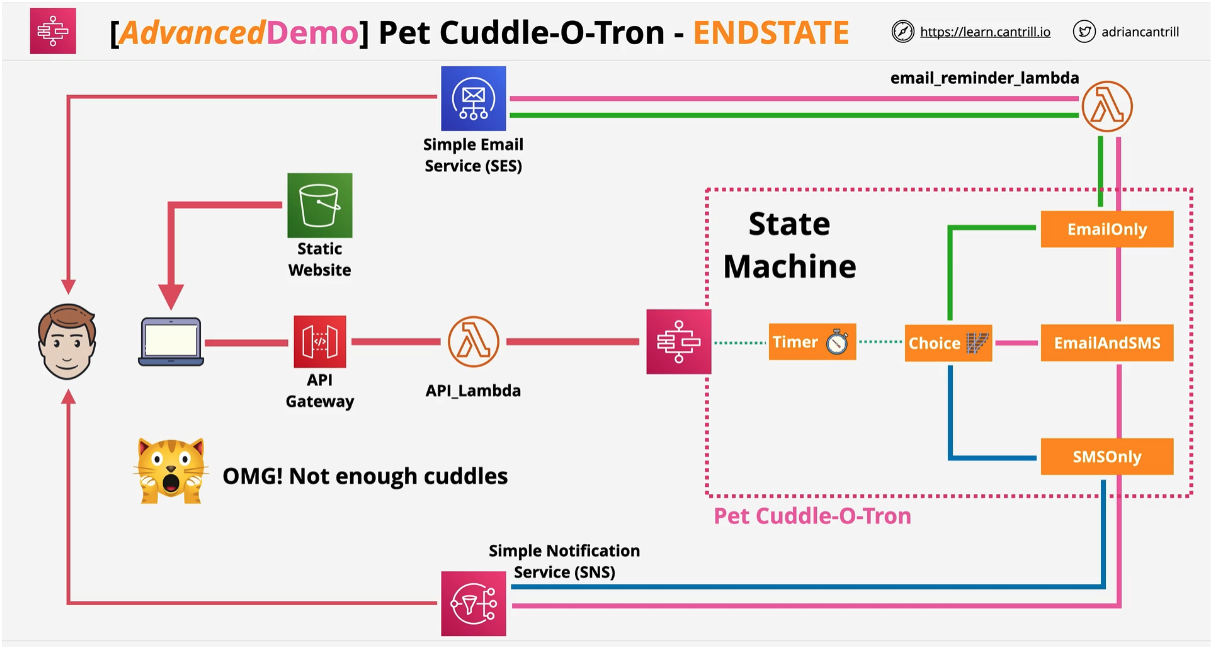 [AdvancedDemo] Pet Cuddle-O-Tron - ENDSTATE
https://learn.cantrill.io
adriancantrill
email_reminder_lambda
Simple Email
Service (SES)
Static
Website
State
Machine
EmailOnly
Timer
Choice
EmailAndSMS
API
Gateway
API_Lambda
SMSOnly
OMG! Not enough cuddles
Pet Cuddle-O-Tron
Simple Notification
Service (SNS)